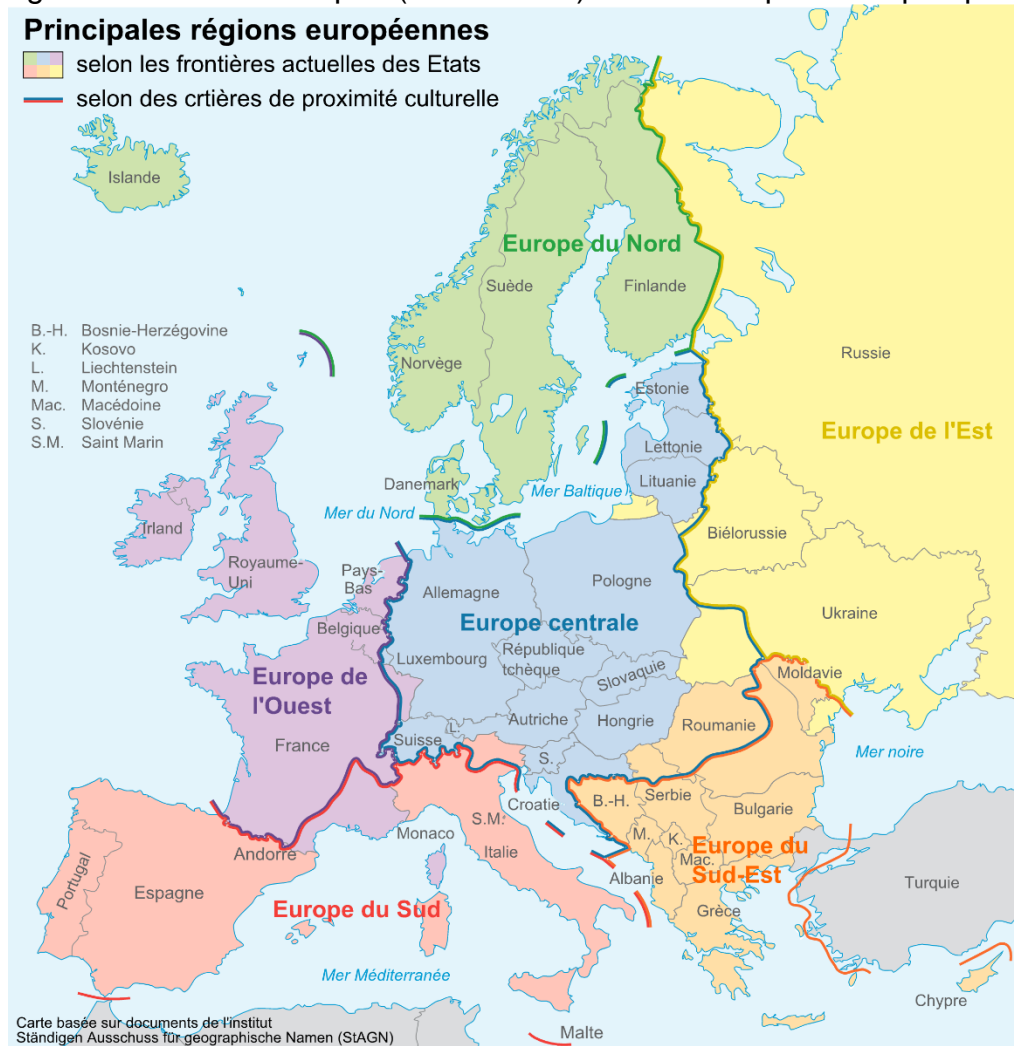 Principales régions européennes
selon les frontières actuelles des Etats
selon des crtières de proximité culturelle
Islande
Europe du Nord
Suède
Finlande
Norvège
Russie
B.-H. Bosnie-Herzégovine
K. Kosovo
L. Liechtenstein
M. Monténegro
Mac. Macédoine
S. Slovénie
S.M. Saint Marin
Estonie
Lettonie
Lituanie
Europe de l'Est
Danemark
Mer Baltique
Mer du Nord
Irland
Royaume-
Uni
Pays-
Bas
Allemagne
Pologne
Biélorussie
Ukraine
Belgique
Europe centrale
Luxembourg
République
tchèque
Slovaquie
Europe de
l'Ouest
Moldavie
France
Suisse
L.
Autriche
Hongrie
Roumanie
Mer noire
S.
Croatie
B.-H.
Serbie
Bulgarie
Monaco
S.M.
Italie
M.
K.
Mac.
Europe du
Sud-Est
Andorre
Portugal
Espagne
Albanie
Grèce
Turquie
Europe du Sud
Mer Méditerranée
Chypre
Malte
Carte basée sur documents de l'institut
Ständigen Ausschuss für geographische Namen (StAGN)